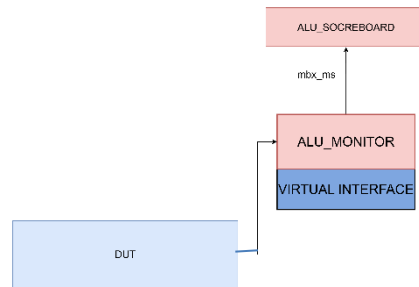 ALU_SOCREBOARD
mbx_ms
ALU_MONITOR
VIRTUAL INTERFACE
DUT